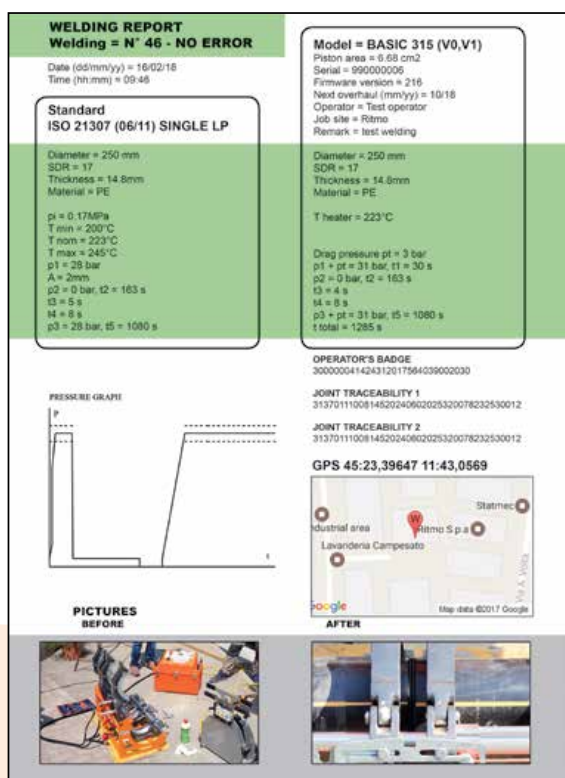 WELDING REPORT
Welding = N° 46 - NO ERROR
Date (dd/mm/yy) = 16/02/18
Time (hh:mm) = 09:46
Standard
ISO 21307 (06/11) SINGLE LP
Diameter = 250 mm
SDR = 17
Thickness = 14.8mm
Material = PE
pi = 0.17MPa
T min = 200°C
T nom = 223°C
T max = 245°C
p1 = 28 bar
A = 2mm
p2 = 0 bar, t2 = 163 s
t3 = 5 s
t4 = 8 s
p3 = 28 bar, t5 = 1080 s
Model = BASIC 315 (V0,V1)
Piston area = 6.68 cm2
Serial = 990000006
Firmware version = 216
Next overhaul (mm/yy) = 10/18
Operator = Test operator
Job site = Ritmo
Remark = test welding
Diameter = 250 mm
SDR = 17
Thickness = 14.8mm
Material = PE
T heater = 223°C
Drag pressure pt = 3 bar
p1 + pt = 31 bar, t1 = 30 s
p2 = 0 bar, t2 = 163 s
t3 = 4 s
t4 = 8 s
p3 + pt = 31 bar, t5 = 1080 s
t total = 1285 s
OPERATOR'S BADGE
JOINT TRACEABILITY 1
JOINT TRACEABILITY 2
GPS 45:23,39647 11:43,0569
PRESSURE GRAPH
P
t
Statmec
W
Ritmo S.p.a
industrial area
Lavanderia Campesato
Via A. Volta
Google
Map data ©2017 Google
PICTURES
BEFORE
AFTER